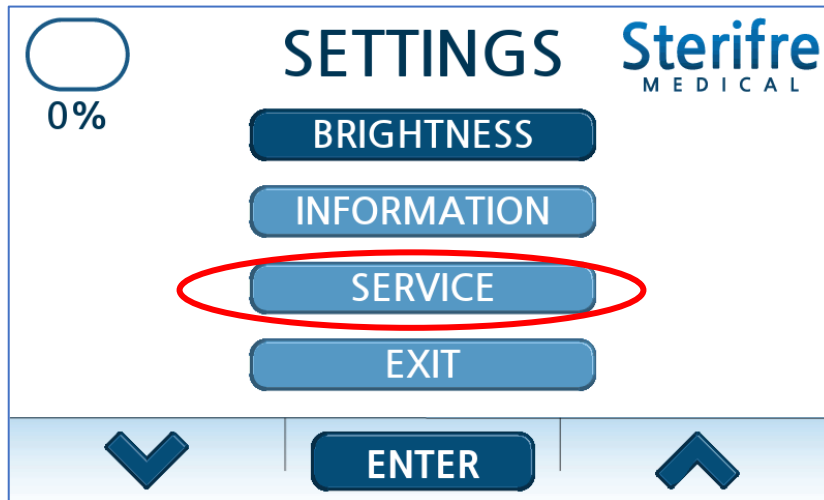 SETTINGS
Sterifre
MEDICAL
0%
BRIGHTNESS
INFORMATION
SERVICE
EXIT
ENTER